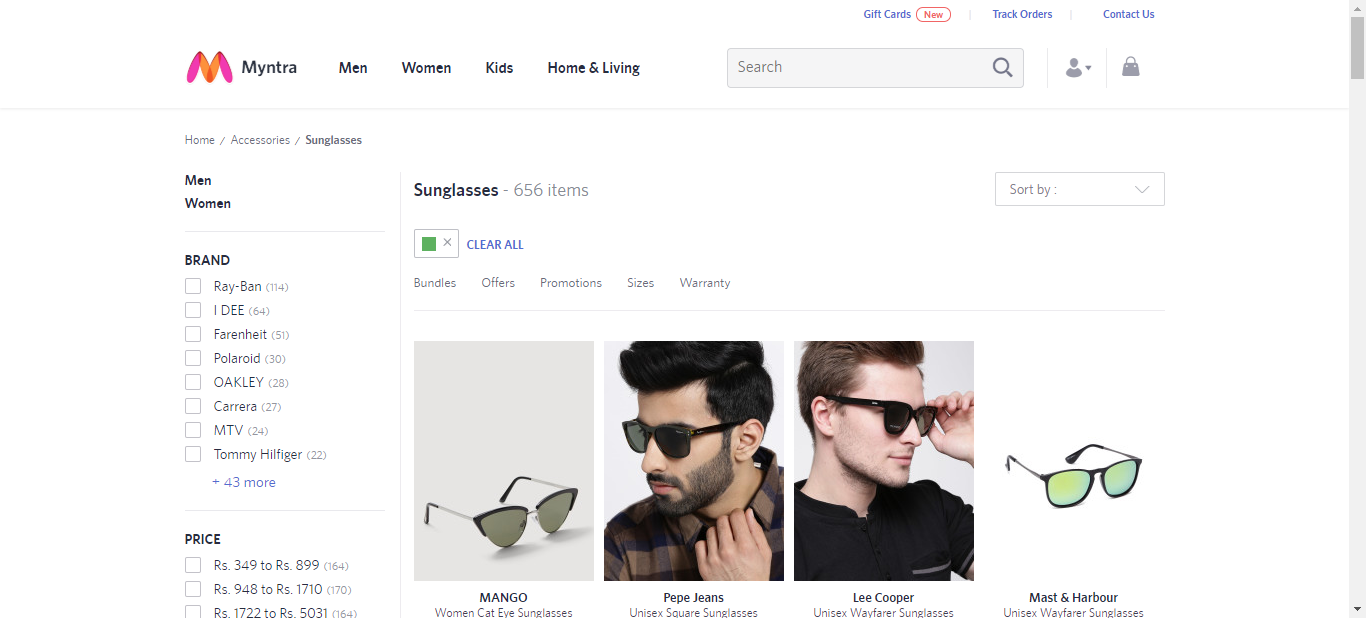 Gift Cards New Track Orders Contact Us
Myntra Men Women Kids Home & Living Search
Home / Accessories / Sunglasses
Men
Women
Sunglasses - 656 items
Sort by :
CLEAR ALL
Bundles Offers Promotions Sizes Warranty
BRAND
Ray-Ban (114)
I DEE (64)
Farenheit (51)
Polaroid (30)
OAKLEY (28)
Carrera (27)
MTV (24)
Tommy Hilfiger (22)
+ 43 more
PRICE
Rs. 349 to Rs. 899 (164)
Rs. 948 to Rs. 1710 (170)
Rs. 1722 to Rs. 5031 (164)
MANGO
Women Cat Eye Sunglasses
Pepe Jeans
Unisex Square Sunglasses
Lee Cooper
Unisex Wayfarer Sunglasses
Mast & Harbour
Unisex Wayfarer Sunglasses